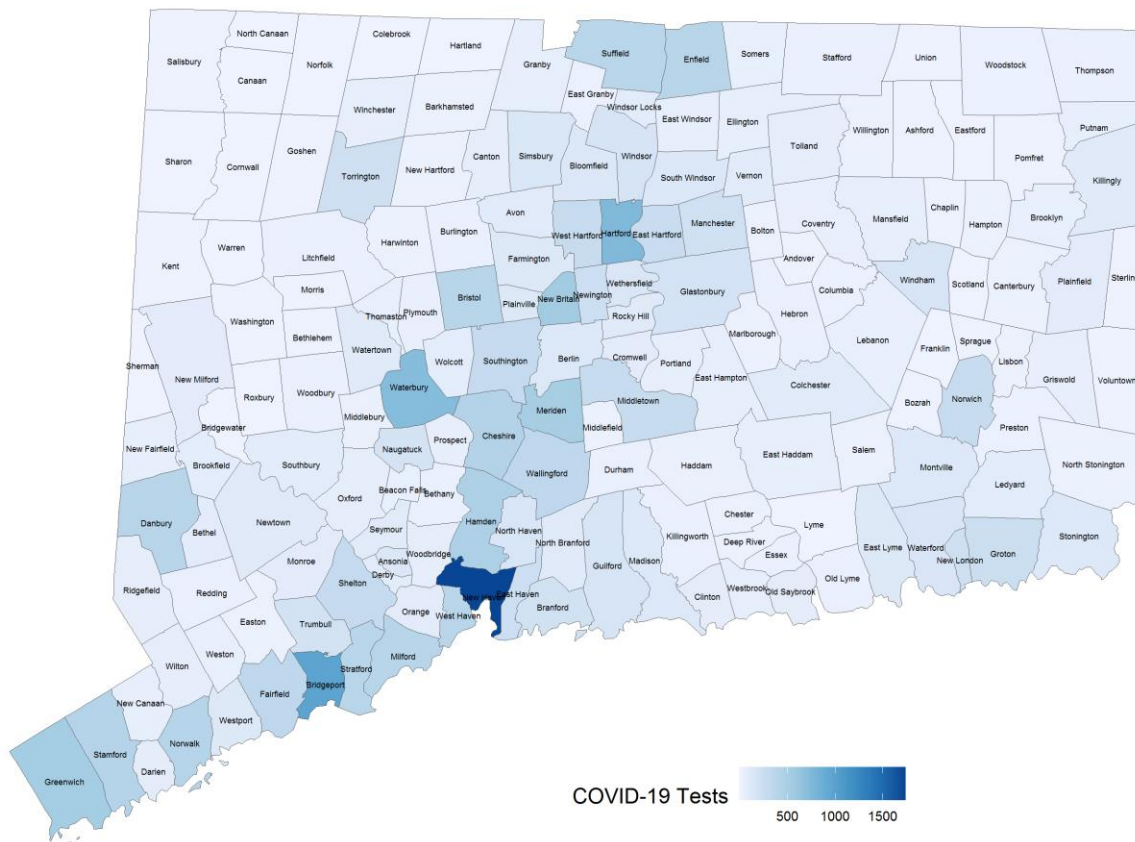 North Canaan
Colebrook
Hartland
Salisbury
Norfolk
Canaan
Granby
Suffield
Enfield
Somers
Stafford
Union
Woodstock
Thompson
East Granby
Windsor Locks
Winchester
Barkhamsted
East Windsor
Ellington
Putnam
Willington
Ashford
Eastford
Pomfret
Sharon
Cornwall
Goshen
Torrington
New Hartford
Canton
Simsbury
Bloomfield
Windsor
South Windsor
Vernon
Tolland
Killingly
Mansfield
Chaplin
Hampton
Brooklyn
Avon
West Hartford
Hartford
East Hartford
Manchester
Bolton
Coventry
Kent
Warren
Litchfield
Harwinton
Burlington
Farmington
Andover
Windham
Scotland
Canterbury
Plainfield
Sterlin
Morris
Bristol
Plainville
New Britain
Newington
Wethersfield
Glastonbury
Columbia
Washington
Bethlehem
Thomaston
Plymouth
Rocky Hill
Marlborough
Hebron
Lebanon
Franklin
Sprague
Lisbon
Griswold
Voluntown
Sherman
New Milford
Watertown
Wolcott
Southington
Berlin
Cromwell
Portland
East Hampton
Colchester
Bozrah
Norwich
Preston
Roxbury
Woodbury
Waterbury
Middlebury
Meriden
Middletown
Middlefield
Bridgewater
New Fairfield
Brookfield
Southbury
Naugatuck
Prospect
Cheshire
Wallingford
Durham
Haddam
East Haddam
Salem
Montville
North Stonington
Ledyard
Danbury
Bethel
Newtown
Oxford
Beacon Falls
Bethany
Hamden
North Haven
Seymour
Woodbridge
North Branford
Guilford
Madison
Killingworth
Chester
Deep River
Essex
Lyme
East Lyme
Waterford
New London
Groton
Stonington
Ridgefield
Redding
Monroe
Shelton
Ansonia
Derby
Orange
West Haven
New Haven
East Haven
Branford
Clinton
Westbrook
Old Saybrook
Old Lyme
Easton
Trumbull
Weston
Wilton
Milford
Stratford
Bridgeport
Fairfield
New Canaan
Westport
Norwalk
Stamford
Darien
Greenwich
COVID-19 Tests
500 1000 1500